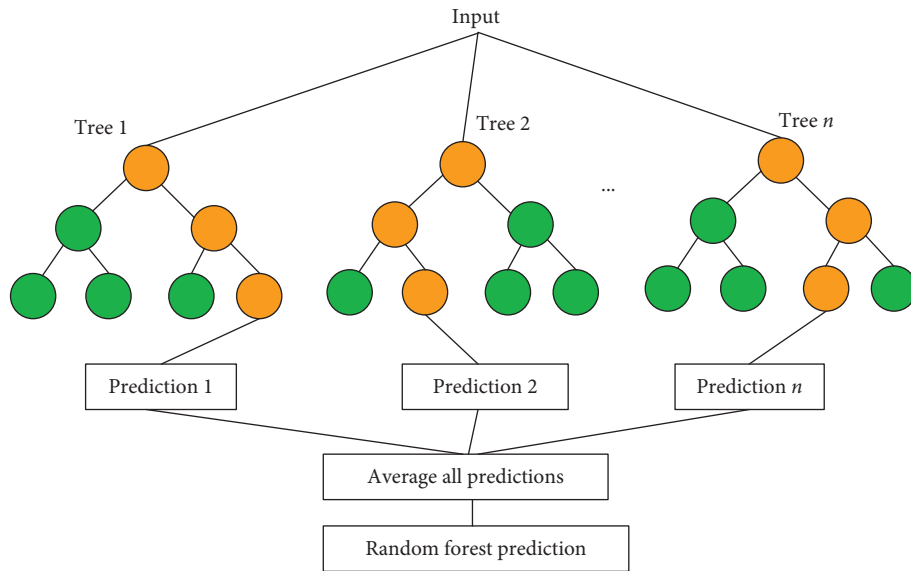 Input
Tree 1
Tree 2
Tree n
...
Prediction 1
Prediction 2
Prediction n
Average all predictions
Random forest prediction